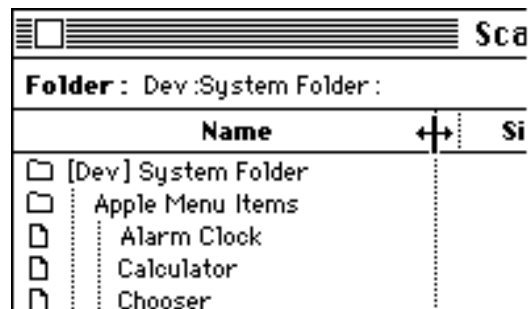 Sca
Folder: Dev:System Folder:
Name Si
[Dev] System Folder
Apple Menu Items
Alarm Clock
Calculator
Chooser